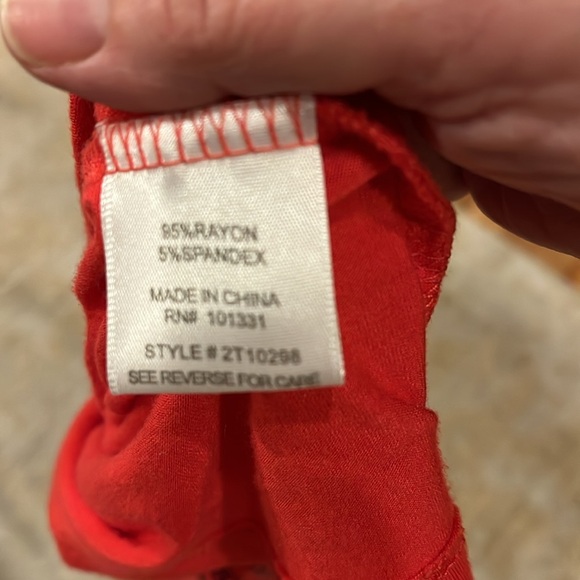 95%RAYON
5%SPANDEX
MADE IN CHINA
RN# 101331
STYLE # 2T10298
SEE REVERSE FOR CARE